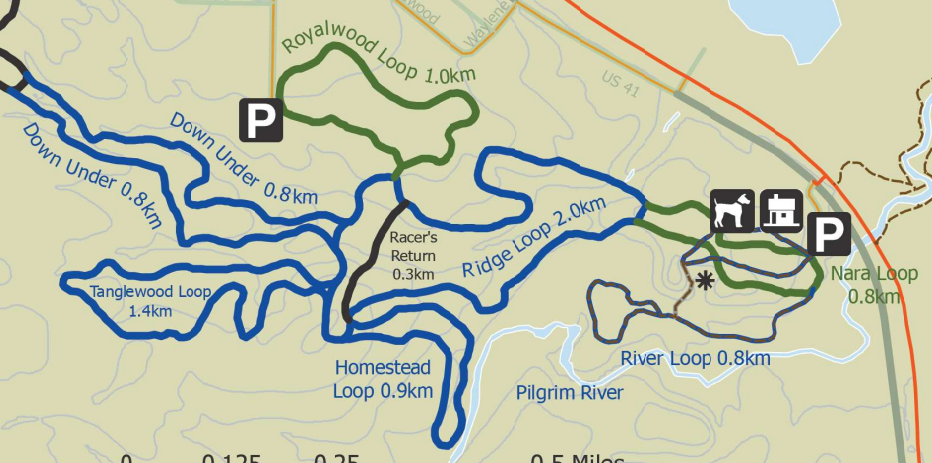 wood
Waylene
Royalwood Loop 1.0km
US 41
P
Down Under 0.8km
Down Under 0.8km
Racer's
Return
0.3km
Ridge Loop 2.0km
P
Nara Loop
0.8km
Tanglewood Loop
1.4km
River Loop 0.8km
Homestead
Loop 0.9km
Pilgrim River
0 0.125 0.25 0.5 Miles